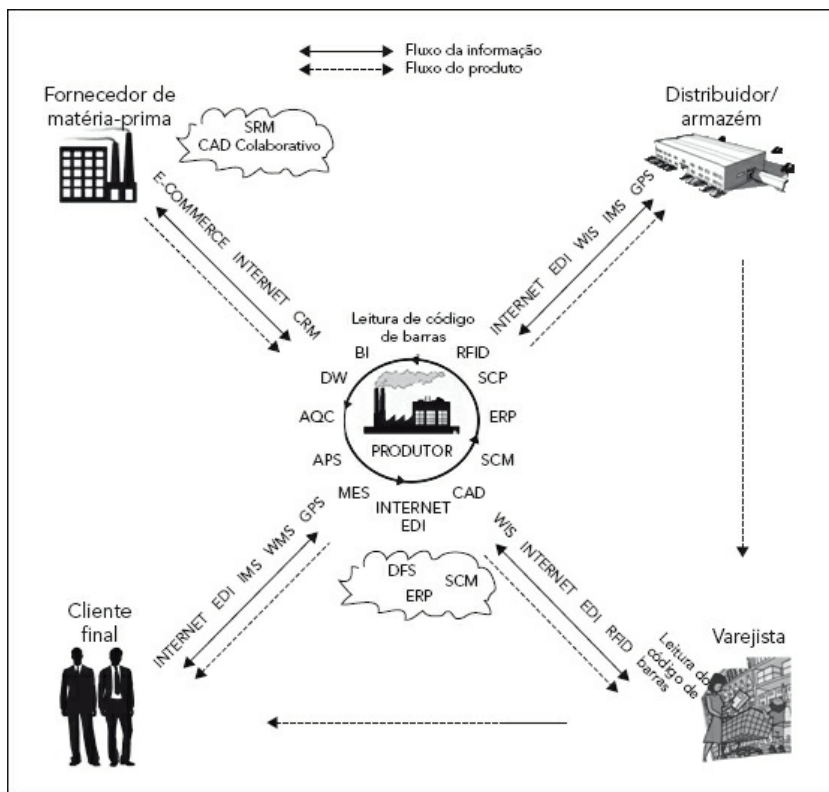 Fluxo da informação
Fluxo do produto
Fornecedor de
matéria-prima
SRM
CAD Colaborativo
Distribuidor/
armazém
E-COMMERCE INTERNET CRM
INTERNET EDI WIS IMS GPS
Leitura de código
de barras
BI
RFID
DW
SCP
AQC
ERP
PRODUTOR
APS
SCM
MES
CAD
INTERNET
EDI
INTERNET EDI IMS WMS GPS
WIS INTERNET EDI RFID
Leitura do
código de
barras
DFS
SCM
ERP
Cliente
final
Varejista